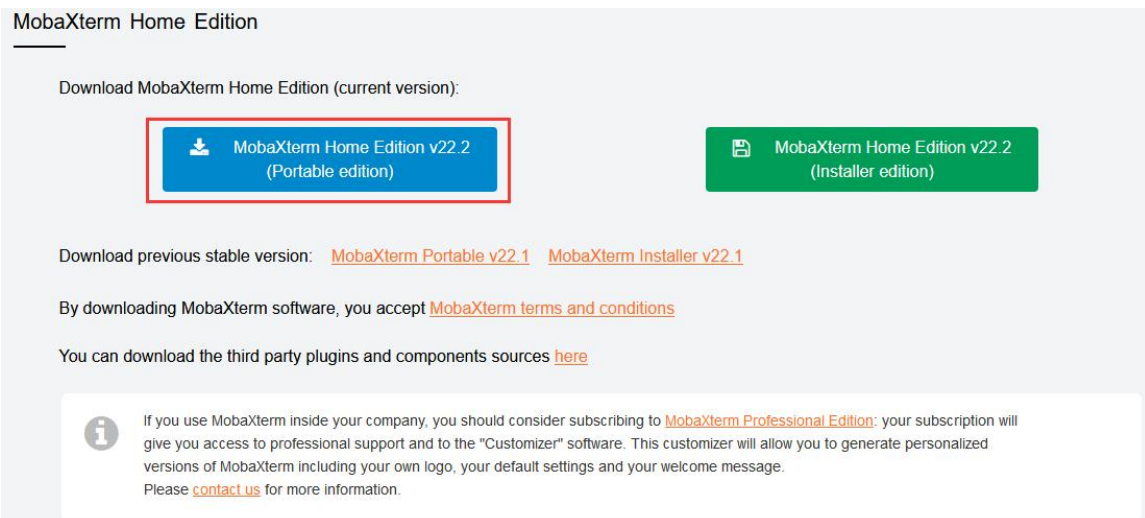 MobaXterm Home Edition
Download MobaXterm Home Edition (current version):
MobaXterm Home Edition v22.2
(Portable edition)
MobaXterm Home Edition v22.2
(Installer edition)
Download previous stable version: MobaXterm Portable v22.1 MobaXterm Installer v22.1
By downloading MobaXterm software, you accept MobaXterm terms and conditions
You can download the third party plugins and components sources here
If you use MobaXterm inside your company, you should consider subscribing to MobaXterm Professional Edition: your subscription will
give you access to professional support and to the "Customizer" software. This customizer will allow you to generate personalized
versions of MobaXterm including your own logo, your default settings and your welcome message.
Please contact us for more information.